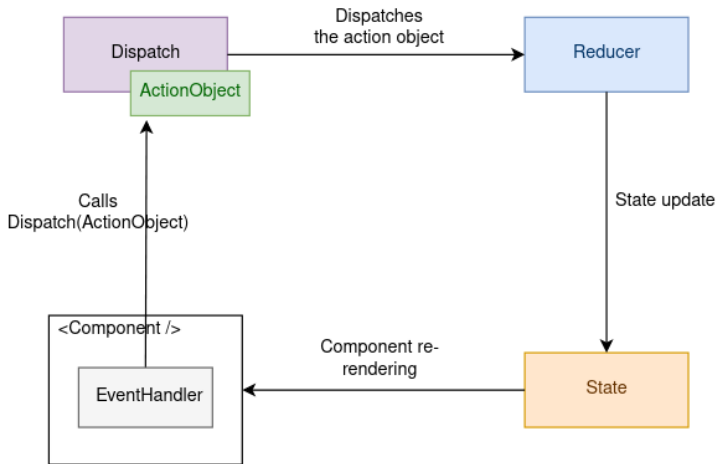 Dispatches
the action object
Dispatch
Reducer
ActionObject
Calls
Dispatch(ActionObject)
State update
<Component />
Component re-
rendering
EventHandler
State